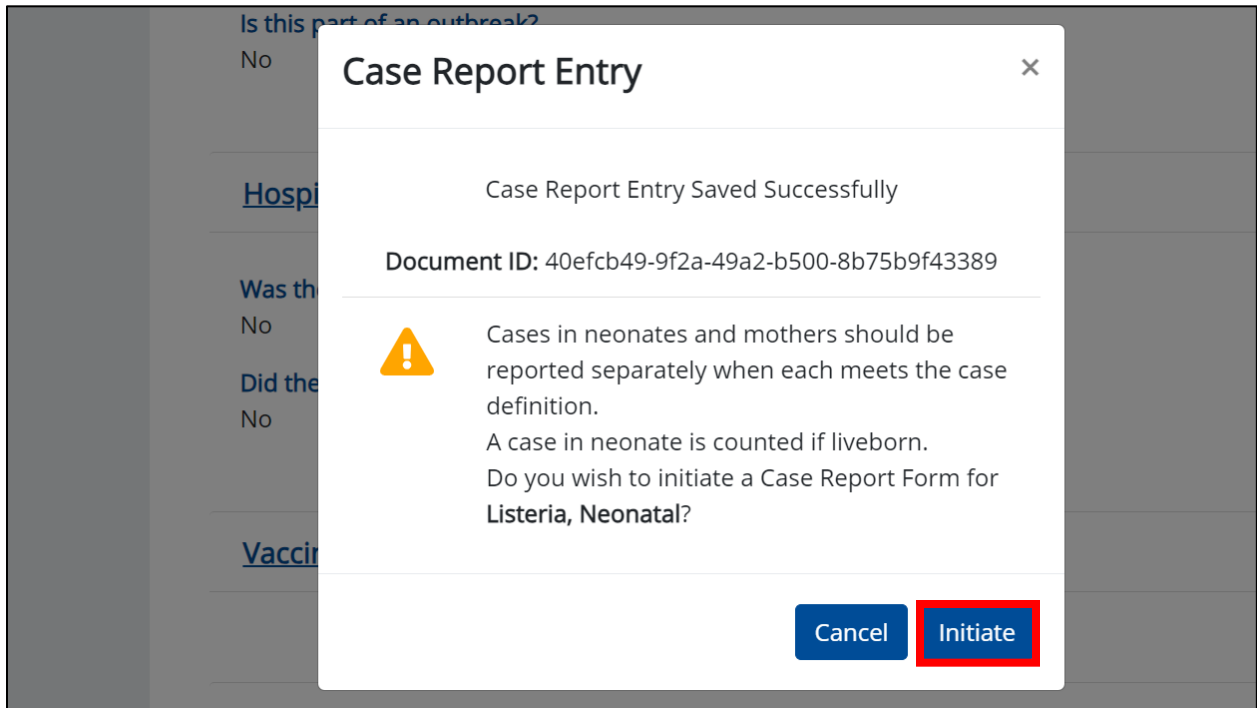 Is this part of an outbreak?
No
Case Report Entry
×
Case Report Entry Saved Successfully
Hospi
Document ID: 40efcb49-9f2a-49a2-b500-8b75b9f43389
Was th
No
Did the
No
Cases in neonates and mothers should be
reported separately when each meets the case
definition.
A case in neonate is counted if liveborn.
Do you wish to initiate a Case Report Form for
Listeria, Neonatal?
Vaccin
Cancel
Initiate